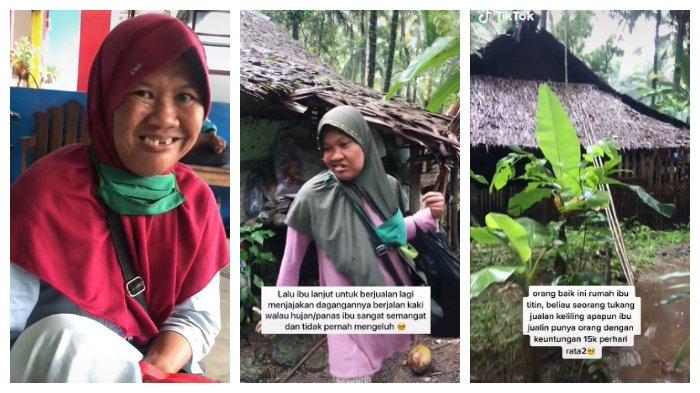 Lalu ibu lanjut untuk berjualan lagi
menjajakan dagangannya berjalan kaki
walau hujan/panas ibu sangat semangat
dan tidak pernah mengeluh 🥺
TikTok
orang baik ini rumah ibu
titin, beliau seorang tukang
jualan keliling apapun ibu
jualin punya orang dengan
keuntungan 15k perhari
rata2🥺